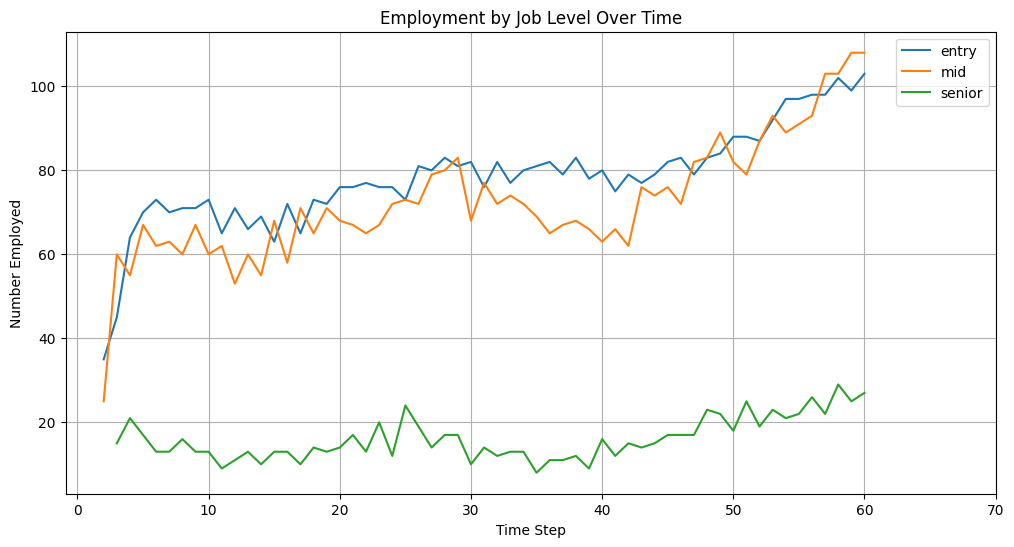 Employment by Job Level Over Time
entry
mid
senior
Number Employed
100
80
60
40
20
0 10 20 30 40 50 60 70
Time Step